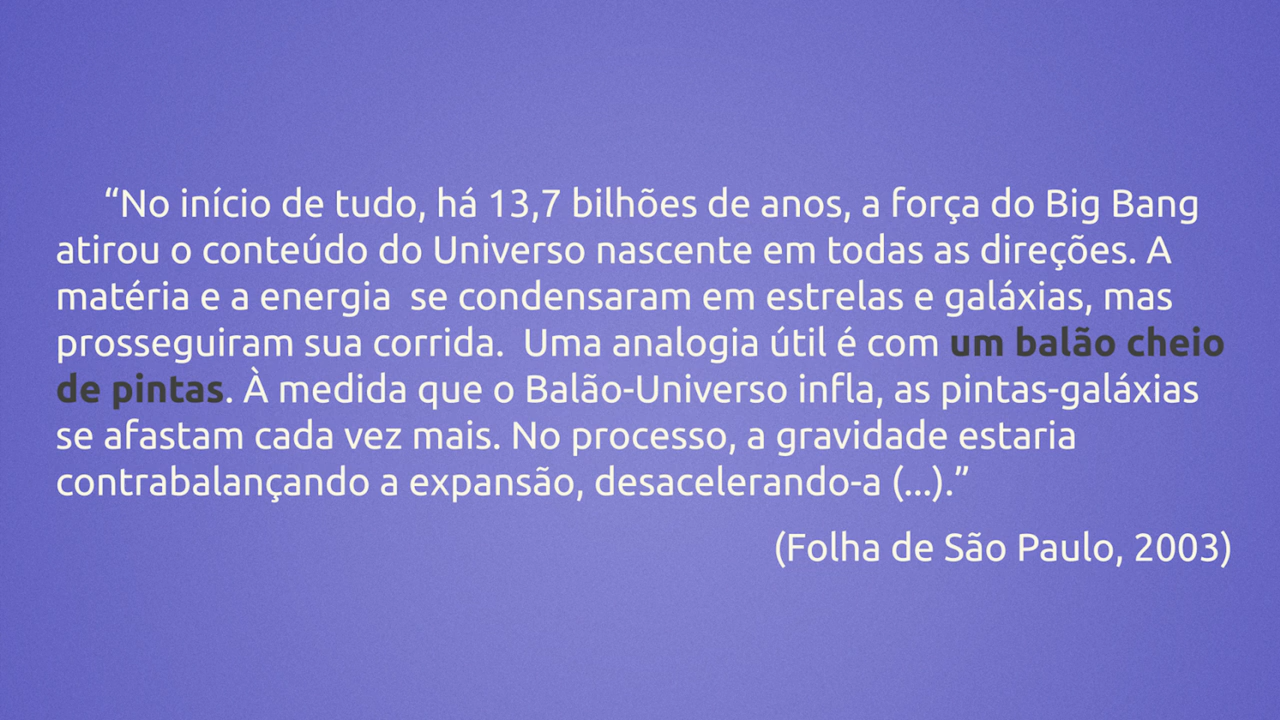 “No início de tudo, há 13,7 bilhões de anos, a força do Big Bang
atirou o conteúdo do Universo nascente em todas as direções. A
matéria e a energia  se condensaram em estrelas e galáxias, mas
prosseguiram sua corrida.  Uma analogia útil é com um balão cheio
de pintas. À medida que o Balão-Universo infla, as pintas-galáxias
se afastam cada vez mais. No processo, a gravidade estaria
contrabalançando a expansão, desacelerando-a (...).”
(Folha de São Paulo, 2003)